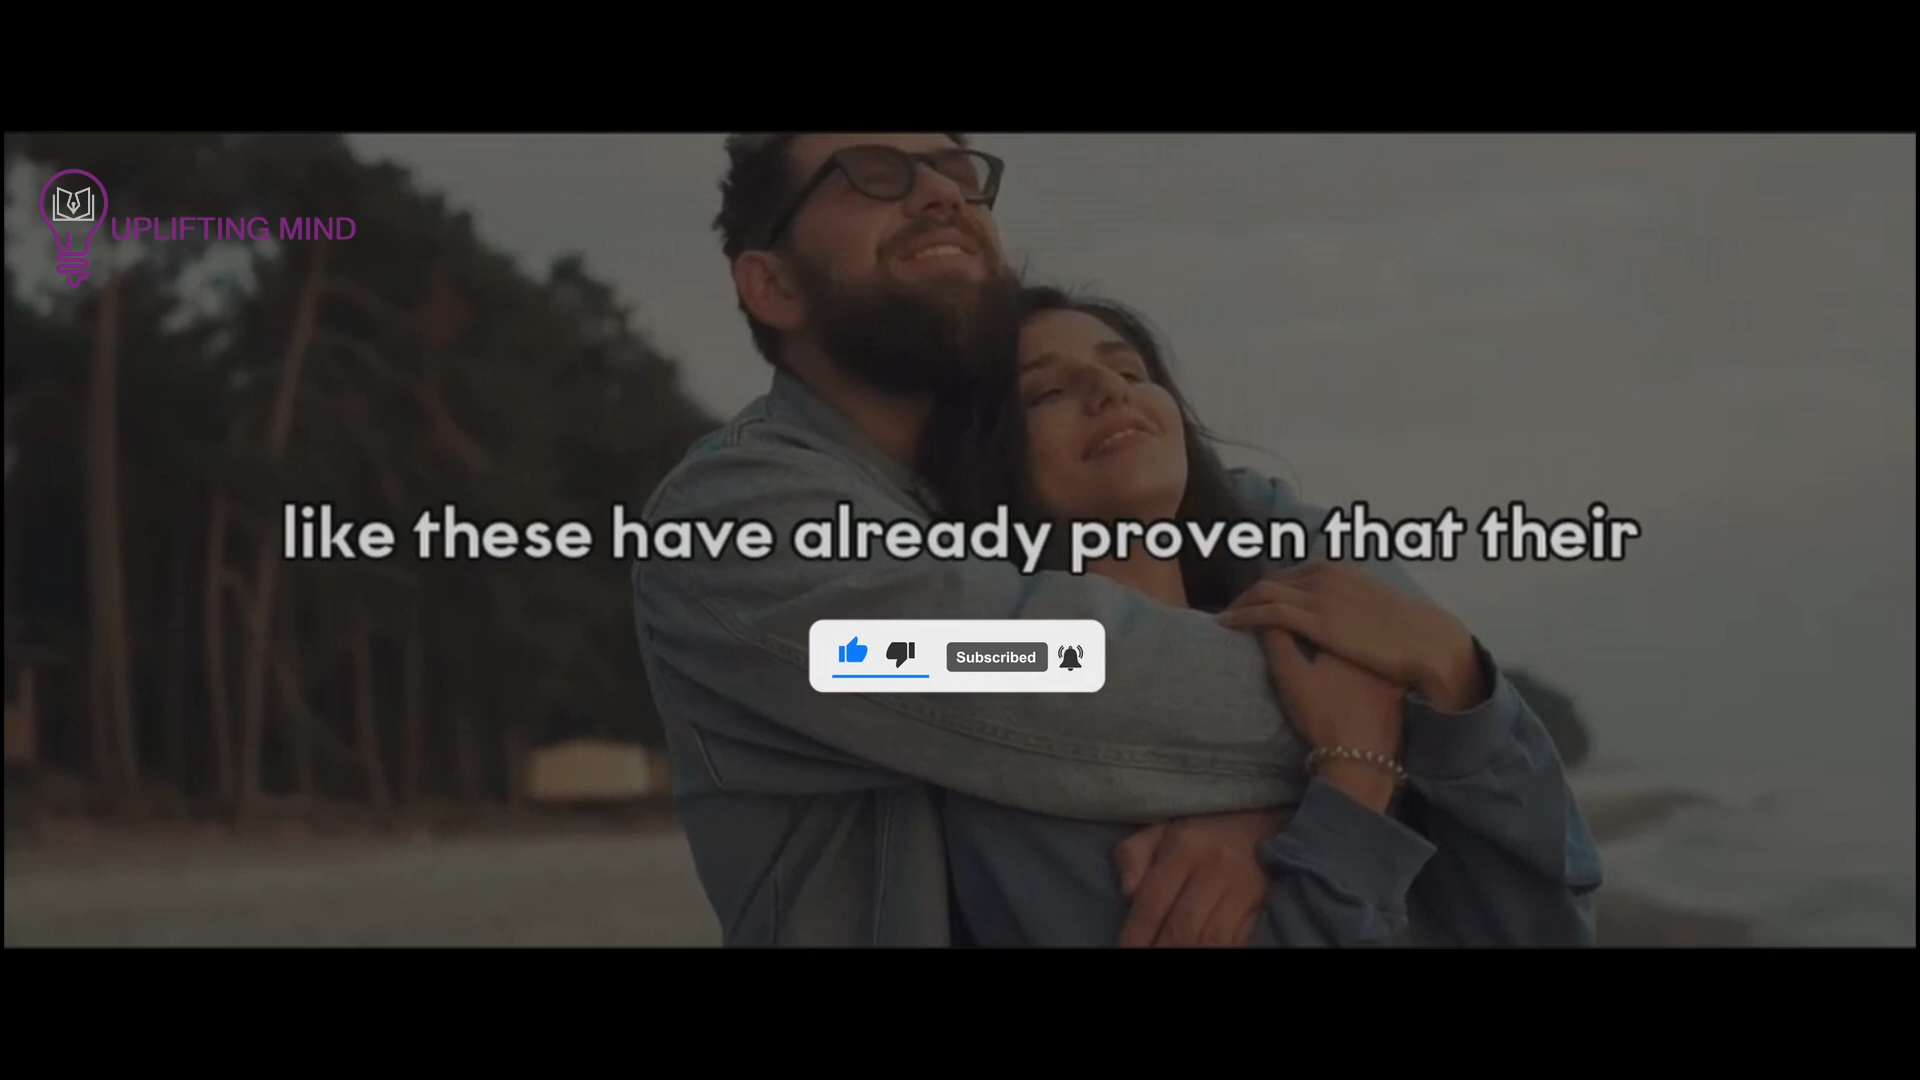 UPLIFTING MIND
like these have already proven that their
Subscribed